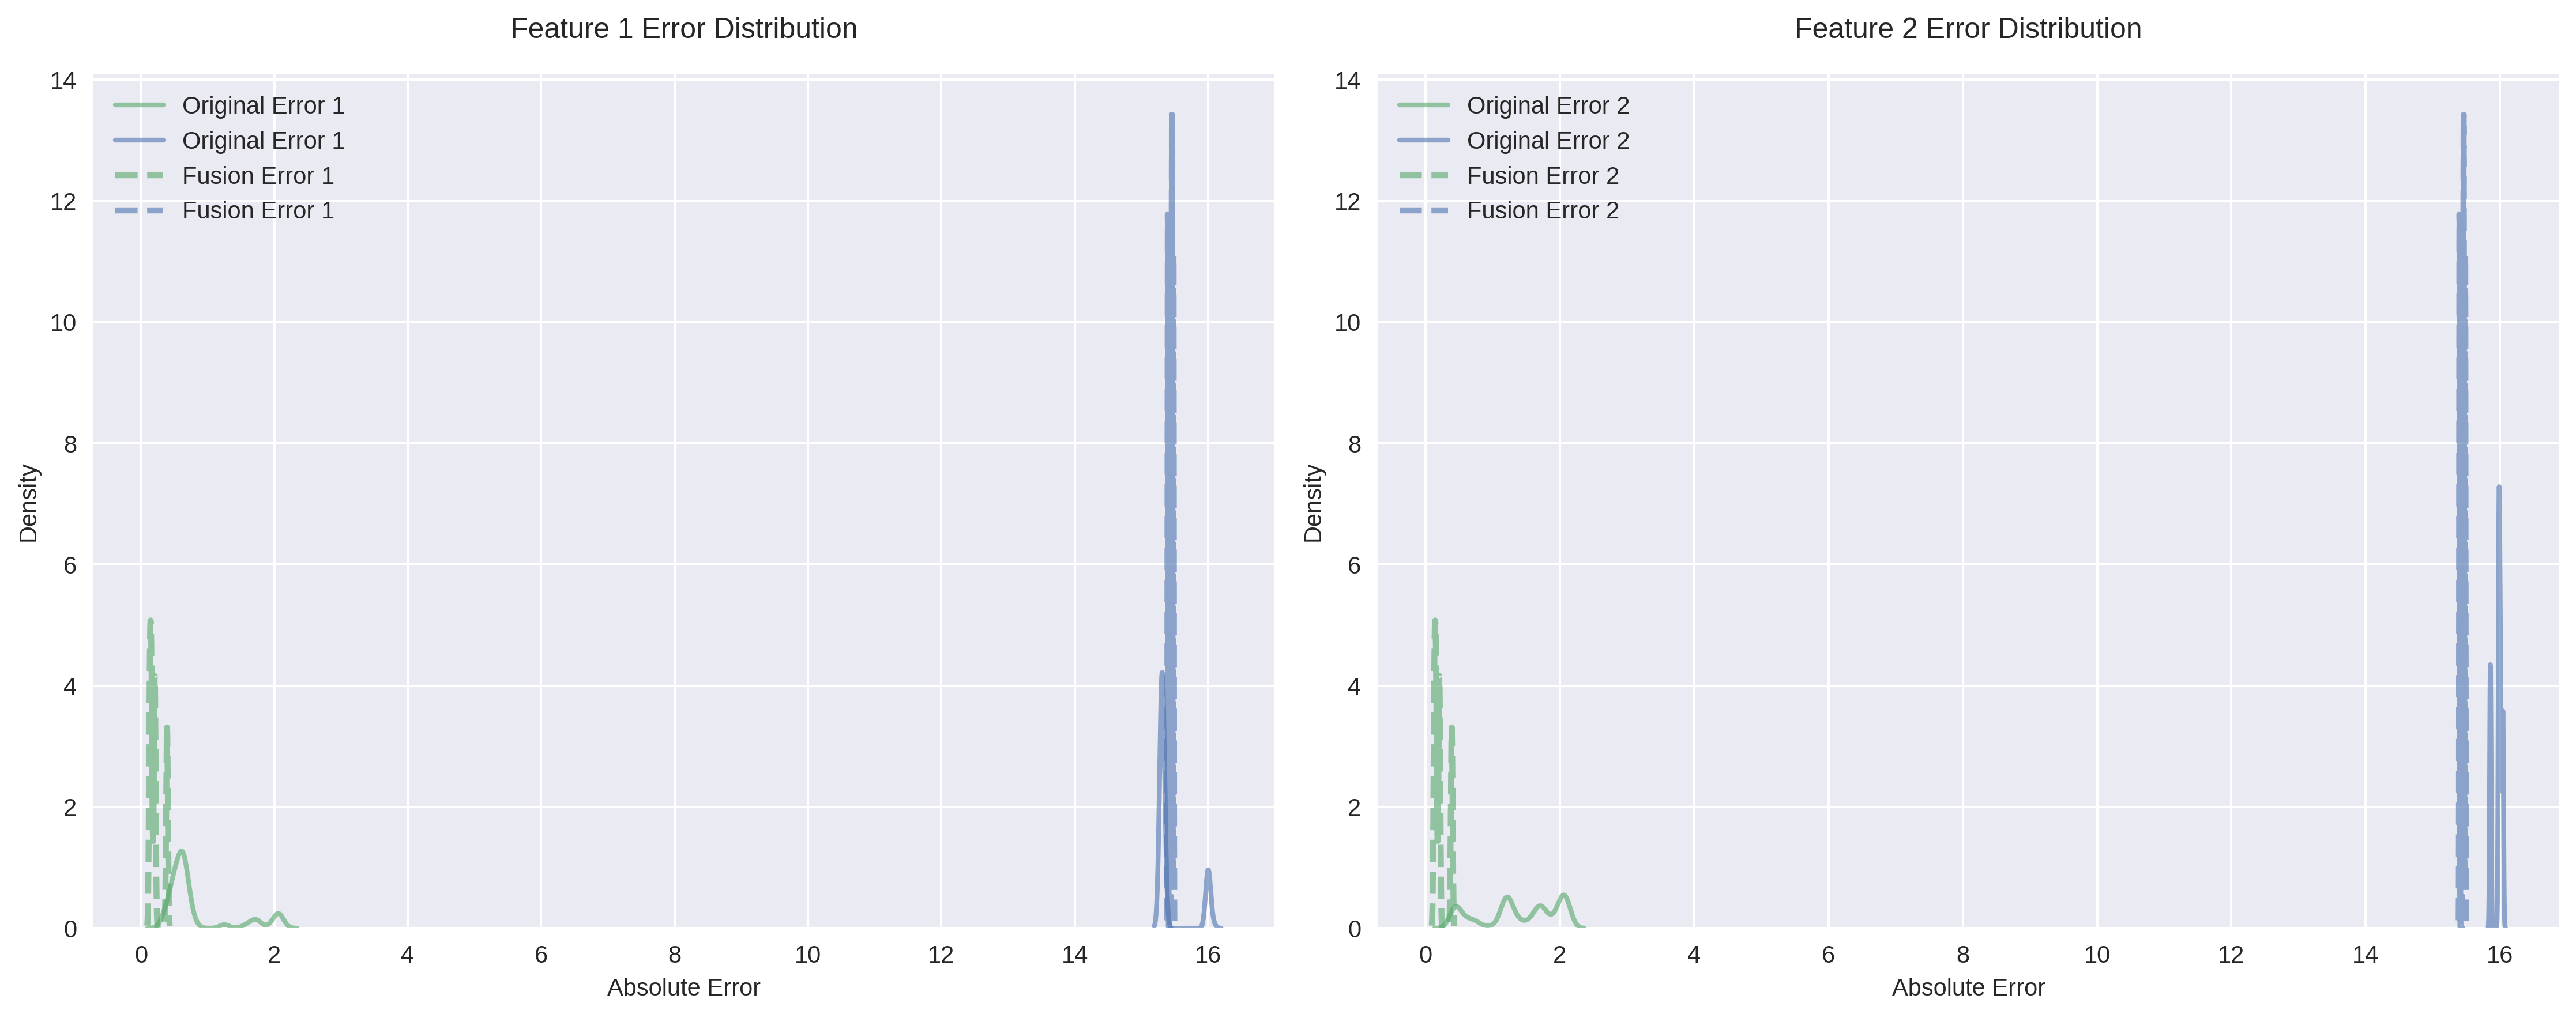 Feature 1 Error Distribution
14
12
10
8
6
4
2
0
Density
Original Error 1
Original Error 1
Fusion Error 1
Fusion Error 1
0 2 4 6 8 10 12 14 16
Absolute Error
Feature 2 Error Distribution
14
12
10
8
6
4
2
0
Density
Original Error 2
Original Error 2
Fusion Error 2
Fusion Error 2
0 2 4 6 8 10 12 14 16
Absolute Error